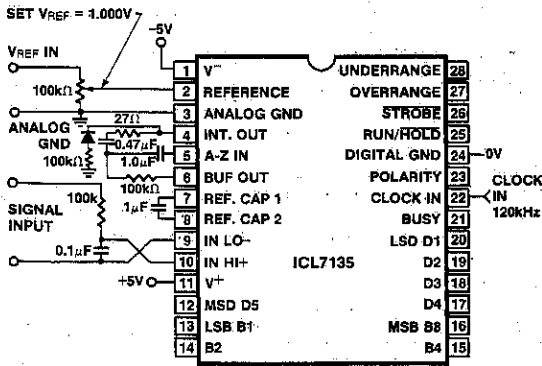 SET VREF = 1.000V
VREF IN
100kΩ
ANALOG
GND
100kΩ
27Ω
0.47μF
1.0μF
100kΩ
100k
SIGNAL
INPUT
0.1μF
1μF
-5V
+5V
1 V−
2 REFERENCE
3 ANALOG GND
4 INT. OUT
5 A-Z IN
6 BUF OUT
7 REF. CAP 1
8 REF. CAP 2
9 IN LO−
10 IN HI+
11 V+
12 MSD D5
13 LSB B1
14 B2
ICL7135
UNDERRANGE 28
OVERRANGE 27
STROBE 26
RUN/HOLD 25
DIGITAL GND 24
POLARITY 23
CLOCK IN 22
BUSY 21
LSD D1 20
D2 19
D3 18
D4 17
MSB B8 16
B4 15
0V
CLOCK
IN
120kHz